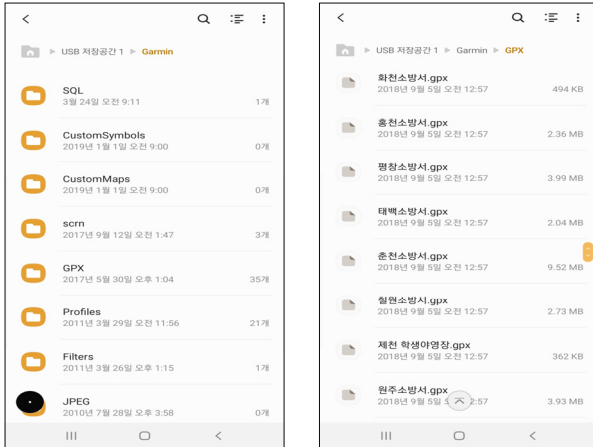 USB 저장공간 1 ▶ Garmin
SQL
3월 24일 오전 9:11
1개
CustomSymbols
2019년 1월 1일 오전 9:00
0개
CustomMaps
2019년 1월 1일 오전 9:00
0개
scrn
2017년 9월 12일 오전 1:47
3개
GPX
2017년 5월 30일 오후 1:04
35개
Profiles
2011년 3월 29일 오전 11:56
21개
Filters
2011년 3월 26일 오후 1:15
1개
JPEG
2010년 7월 28일 오후 3:58
0개
USB 저장공간 1 ▶ Garmin ▶ GPX
화천소방서.gpx
2018년 9월 5일 오전 12:57
494 KB
홍천소방서.gpx
2018년 9월 5일 오전 12:57
2.36 MB
평창소방서.gpx
2018년 9월 5일 오전 12:57
3.99 MB
태백소방서.gpx
2018년 9월 5일 오전 12:57
2.04 MB
춘천소방서.gpx
2018년 9월 5일 오전 12:57
9.52 MB
철원소방서.gpx
2018년 9월 5일 오전 12:57
2.73 MB
제천 학생야영장.gpx
2018년 9월 5일 오전 12:57
362 KB
원주소방서.gpx
2018년 9월 5일 2:57
3.93 MB